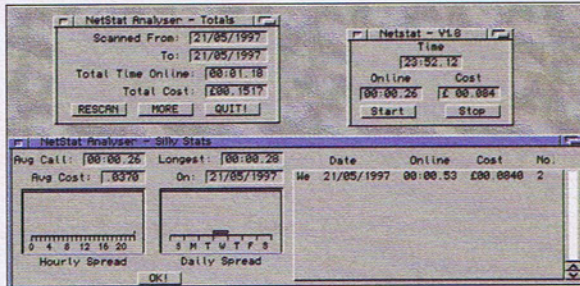 NetStat Analyser - Totals
Scanned From: 21/05/1997
To: 21/05/1997
Total Time Online: 00:01.18
Total Cost: £00.1517
RESCAN MORE QUIT!
Netstat - V1.8
Time
23:52.12
Online Cost
00:00.26 £ 00.084
Start Stop
NetStat Analyser - Silly Stats
Avg Call: 00:00.26 Longest: 00:00.28
Avg Cost: .0370 On: 21/05/1997
0 4 8 12 16 20
Hourly Spread
S M T W T F S
Daily Spread
OK!
Date Online Cost No.
We 21/05/1997 00:00.53 £00.0840 2